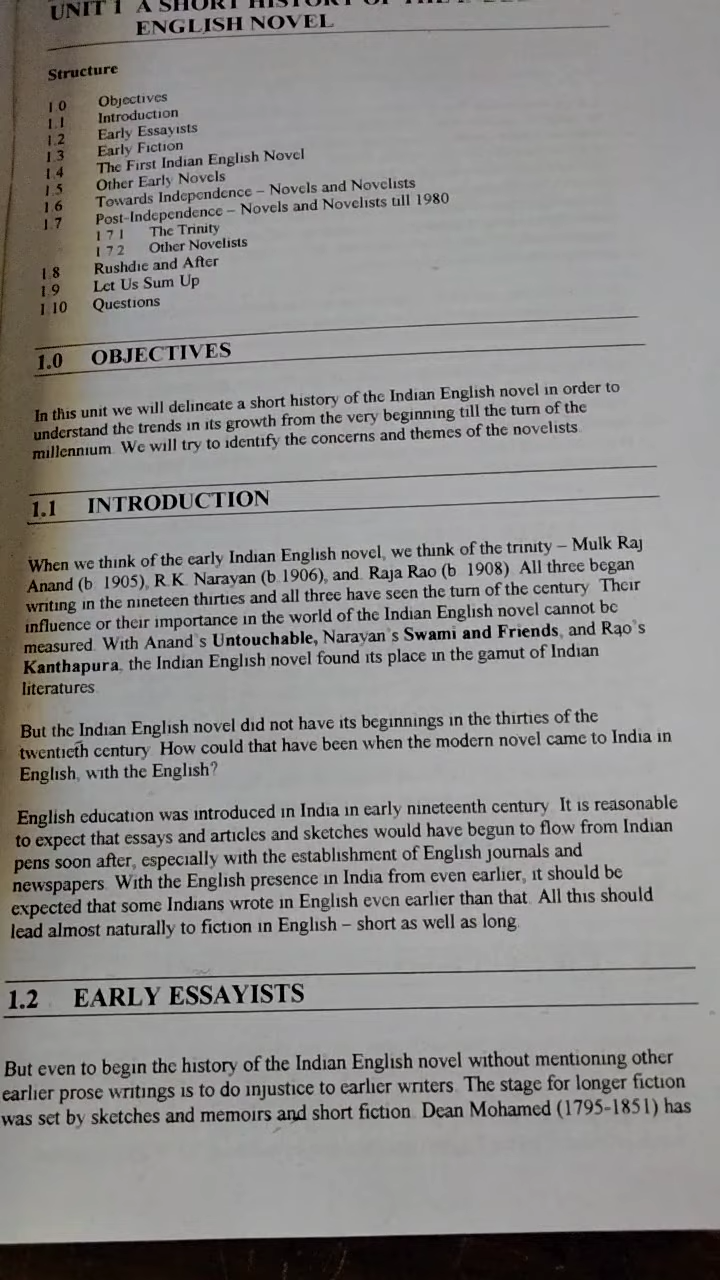 UNIT 1 A SHORT HISTORY OF THE
ENGLISH NOVEL
Structure
1.0 Objectives
1.1 Introduction
1.2 Early Essayists
1.3 Early Fiction
1.4 The First Indian English Novel
1.5 Other Early Novels
1.6 Towards Independence – Novels and Novelists
1.7 Post-Independence – Novels and Novelists till 1980
1 7 1 The Trinity
1 7 2 Other Novelists
1.8 Rushdie and After
1.9 Let Us Sum Up
1.10 Questions
1.0 OBJECTIVES
In this unit we will delineate a short history of the Indian English novel in order to
understand the trends in its growth from the very beginning till the turn of the
millennium. We will try to identify the concerns and themes of the novelists.
1.1 INTRODUCTION
When we think of the early Indian English novel, we think of the trinity – Mulk Raj
Anand (b 1905), R.K. Narayan (b.1906), and Raja Rao (b 1908). All three began
writing in the nineteen thirties and all three have seen the turn of the century. Their
influence or their importance in the world of the Indian English novel cannot be
measured. With Anand's Untouchable, Narayan's Swami and Friends, and Rao's
Kanthapura, the Indian English novel found its place in the gamut of Indian
literatures.
But the Indian English novel did not have its beginnings in the thirties of the
twentieth century. How could that have been when the modern novel came to India in
English, with the English?
English education was introduced in India in early nineteenth century. It is reasonable
to expect that essays and articles and sketches would have begun to flow from Indian
pens soon after, especially with the establishment of English journals and
newspapers. With the English presence in India from even earlier, it should be
expected that some Indians wrote in English even earlier than that. All this should
lead almost naturally to fiction in English – short as well as long.
1.2 EARLY ESSAYISTS
But even to begin the history of the Indian English novel without mentioning other
earlier prose writings is to do injustice to earlier writers. The stage for longer fiction
was set by sketches and memoirs and short fiction. Dean Mohamed (1795-1851) has